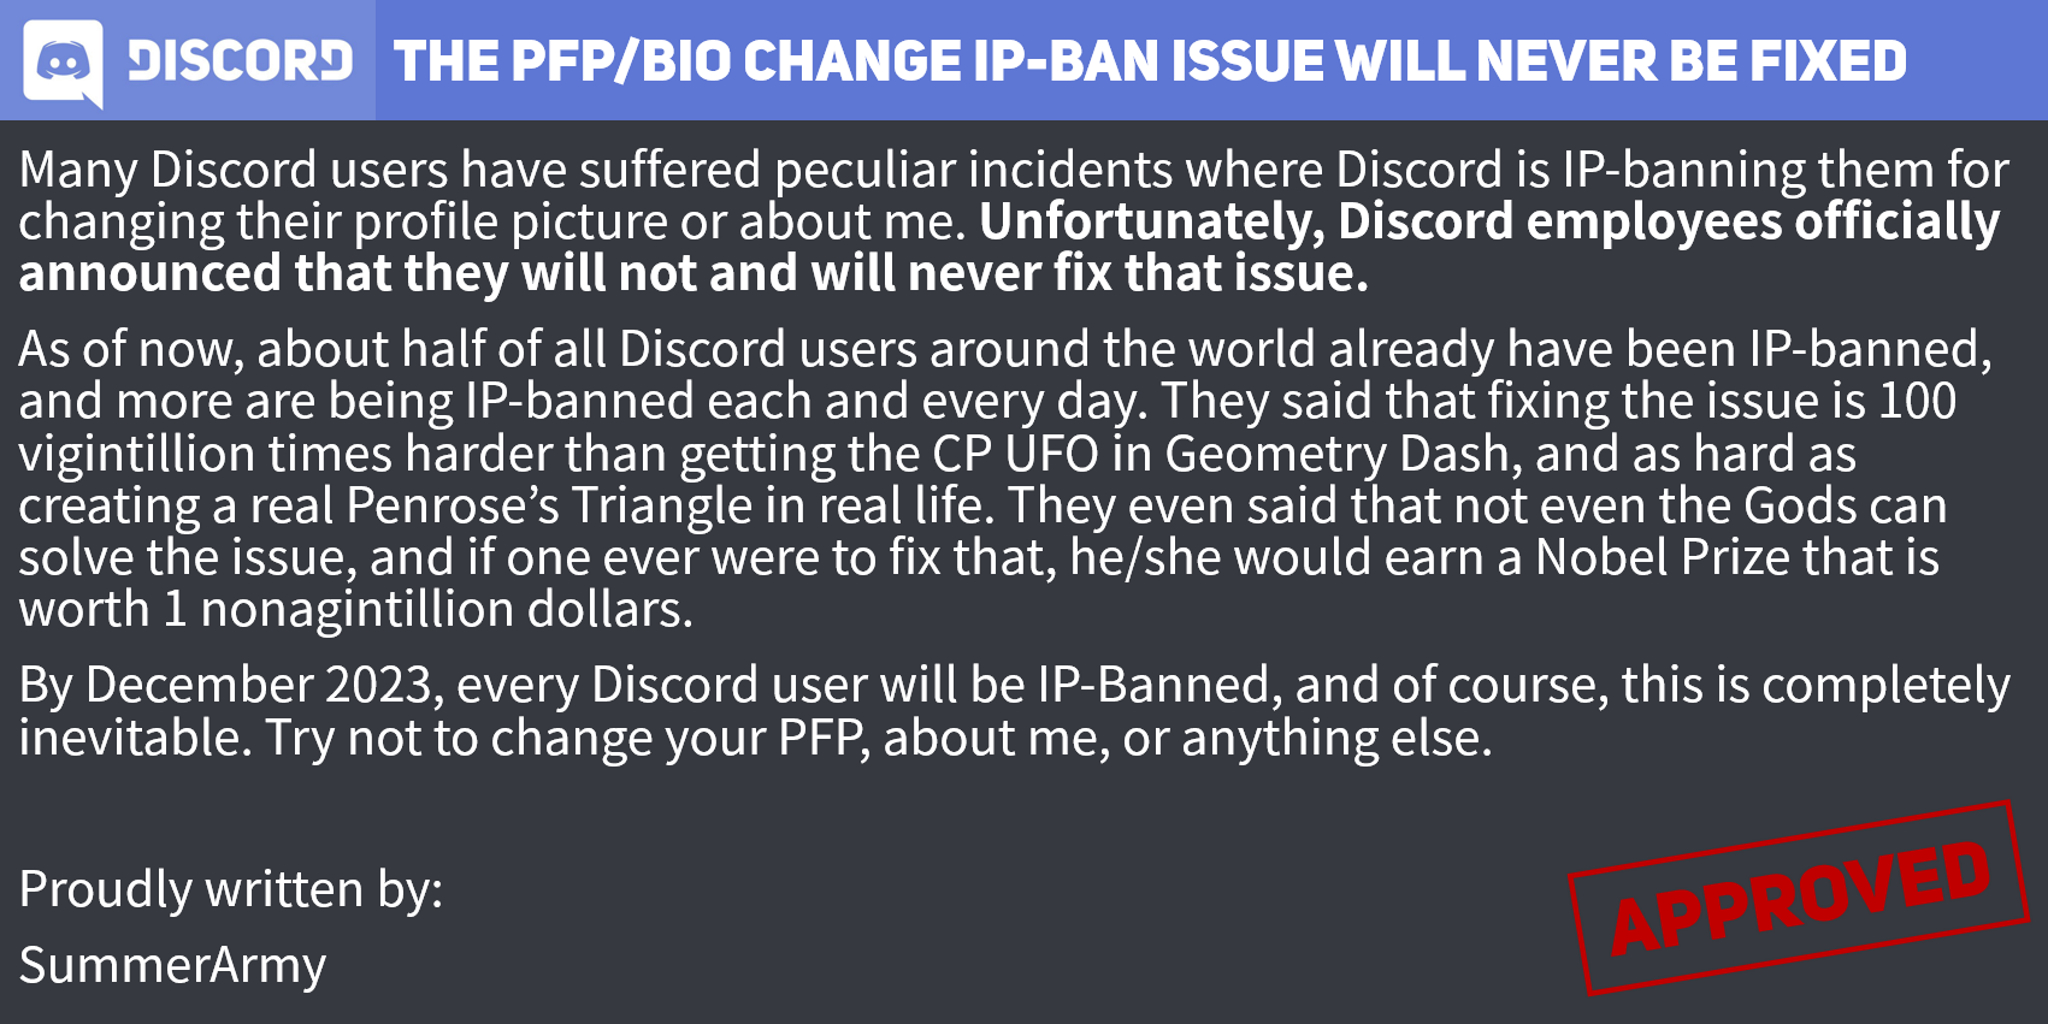 DISCORD THE PFP/BIO CHANGE IP-BAN ISSUE WILL NEVER BE FIXED
Many Discord users have suffered peculiar incidents where Discord is IP-banning them for
changing their profile picture or about me. Unfortunately, Discord employees officially
announced that they will not and will never fix that issue.
As of now, about half of all Discord users around the world already have been IP-banned,
and more are being IP-banned each and every day. They said that fixing the issue is 100
vigintillion times harder than getting the CP UFO in Geometry Dash, and as hard as
creating a real Penrose’s Triangle in real life. They even said that not even the Gods can
solve the issue, and if one ever were to fix that, he/she would earn a Nobel Prize that is
worth 1 nonagintillion dollars.
By December 2023, every Discord user will be IP-Banned, and of course, this is completely
inevitable. Try not to change your PFP, about me, or anything else.
Proudly written by:
SummerArmy
APPROVED